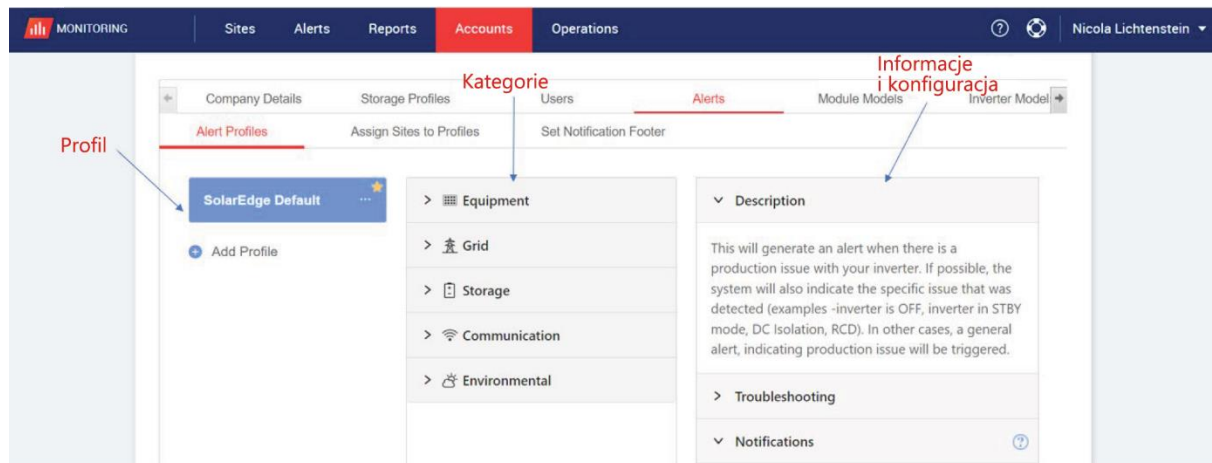 MONITORING
Sites Alerts Reports Accounts Operations
? Nicola Lichtenstein
Kategorie
Informacje
i konfiguracja
Company Details Storage Profiles Users Alerts Module Models Inverter Model
Alert Profiles Assign Sites to Profiles Set Notification Footer
Profil
SolarEdge Default ...
Add Profile
Equipment
Grid
Storage
Communication
Environmental
Description
This will generate an alert when there is a
production issue with your inverter. If possible, the
system will also indicate the specific issue that was
detected (examples -inverter is OFF, inverter in STBY
mode, DC Isolation, RCD). In other cases, a general
alert, indicating production issue will be triggered.
Troubleshooting
Notifications ?